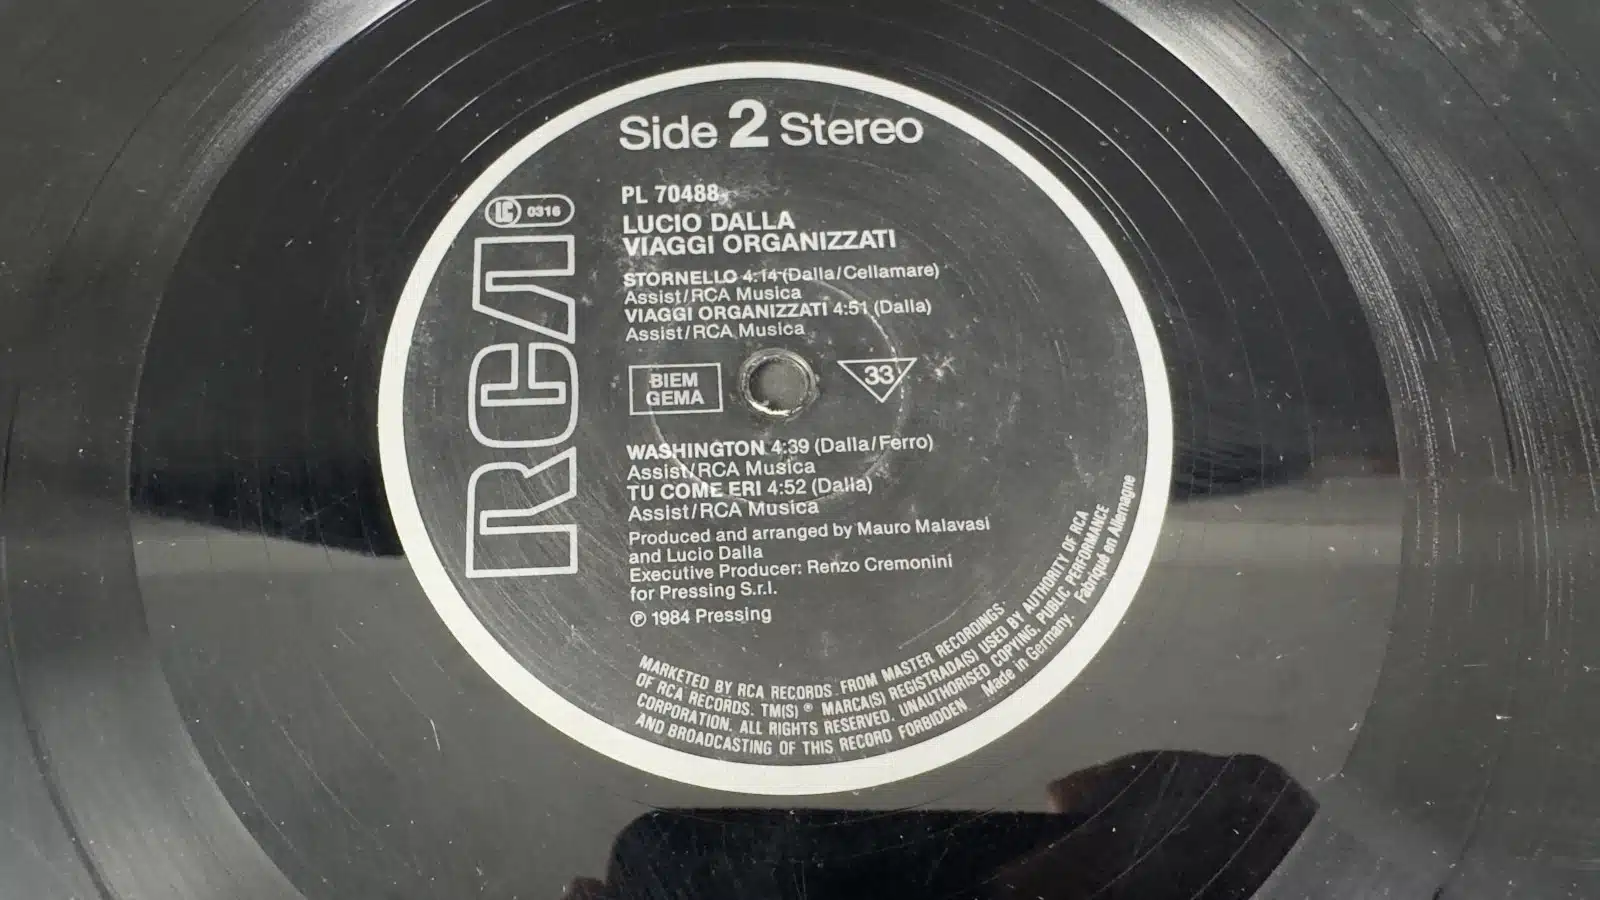 Side 2 Stereo
PL 70488
LUCIO DALLA
VIAGGI ORGANIZZATI
LC 0316
RCA
STORNELLO 4:14 (Dalla/Cellamare)
Assist/RCA Musica
VIAGGI ORGANIZZATI 4:51 (Dalla)
Assist/RCA Musica
BIEM
GEMA
33
WASHINGTON 4:39 (Dalla/Ferro)
Assist/RCA Musica
TU COME ERI 4:52 (Dalla)
Assist/RCA Musica
Produced and arranged by Mauro Malavasi
and Lucio Dalla
Executive Producer: Renzo Cremonini
for Pressing S.r.l.
℗ 1984 Pressing
MARKETED BY RCA RECORDS. FROM MASTER RECORDINGS
OF RCA RECORDS. TM(S) ® MARCA(S) REGISTRADA(S) USED BY AUTHORITY OF RCA
CORPORATION. ALL RIGHTS RESERVED. UNAUTHORISED COPYING, PUBLIC PERFORMANCE
AND BROADCASTING OF THIS RECORD FORBIDDEN Made in Germany. Fabriqué en Allemagne